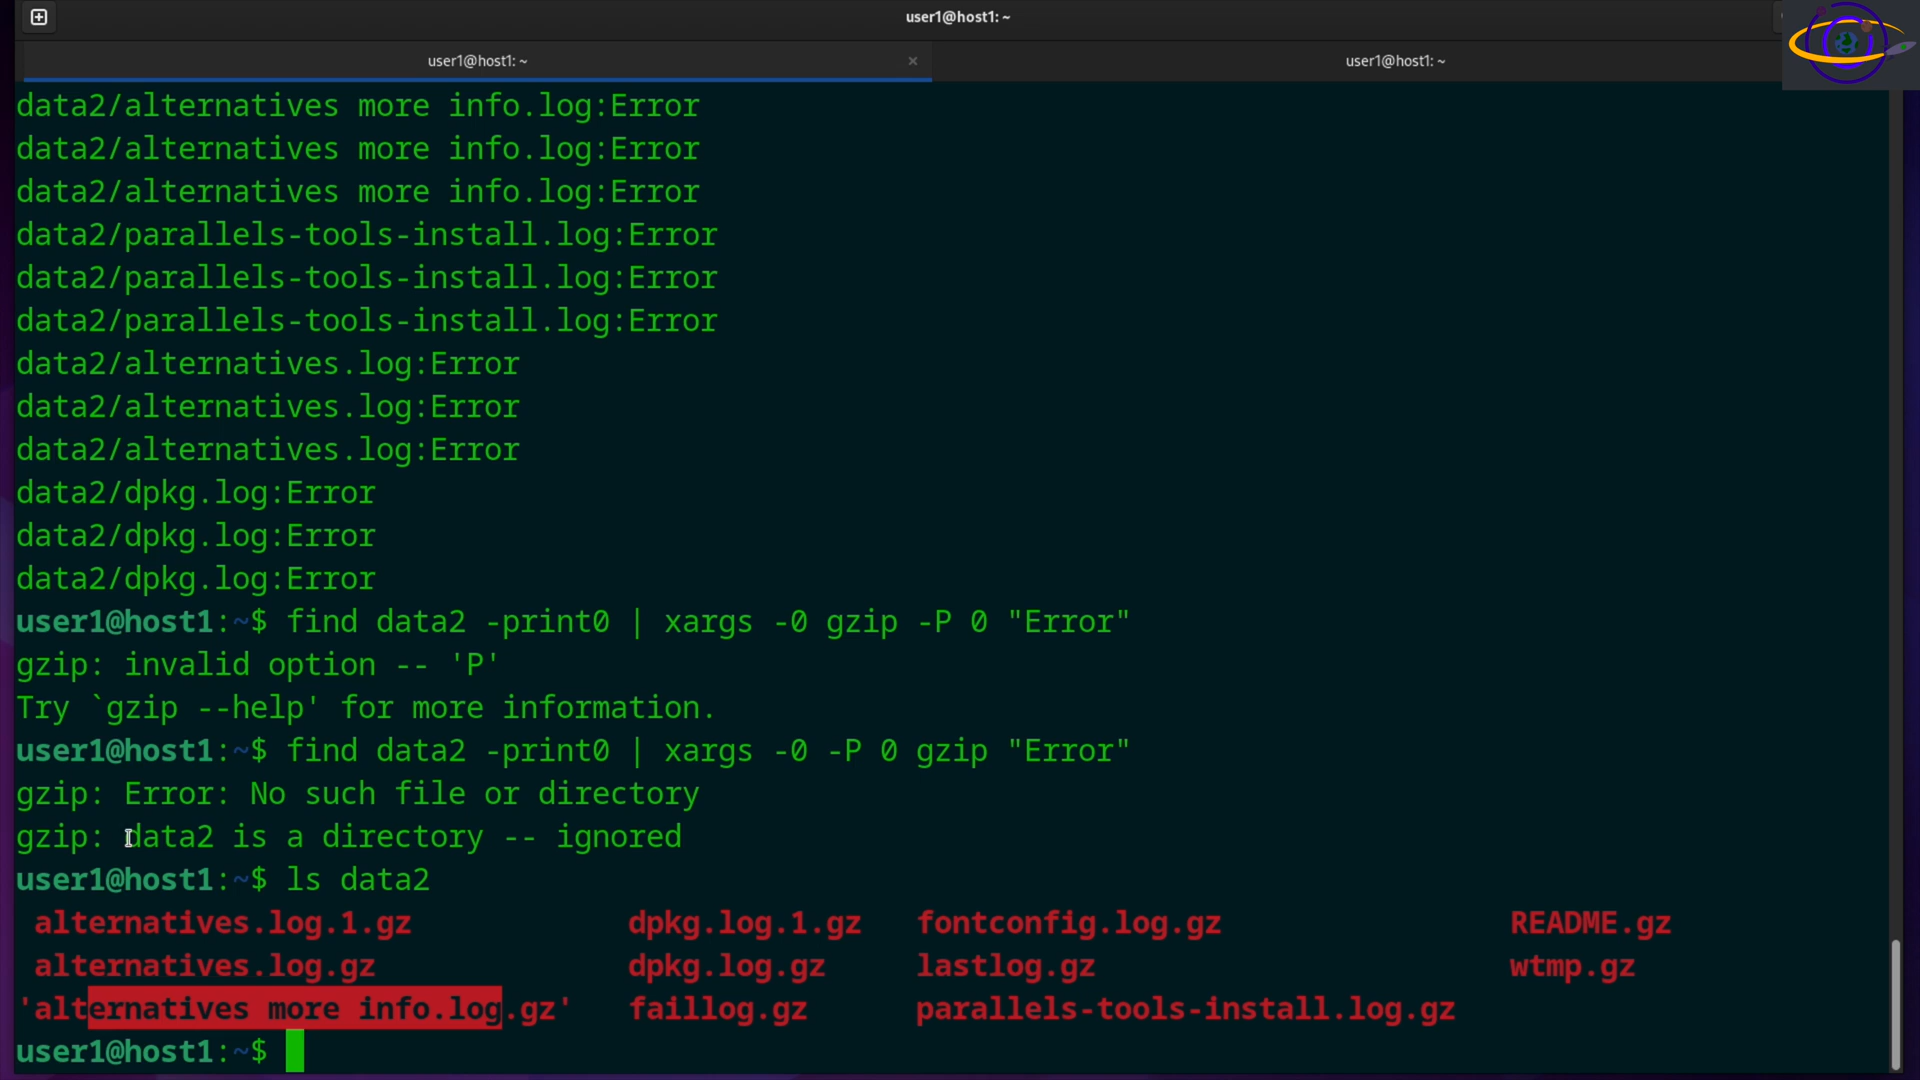 user1@host1: ~
user1@host1: ~ × user1@host1: ~
data2/alternatives more info.log:Error
data2/alternatives more info.log:Error
data2/alternatives more info.log:Error
data2/parallels-tools-install.log:Error
data2/parallels-tools-install.log:Error
data2/parallels-tools-install.log:Error
data2/alternatives.log:Error
data2/alternatives.log:Error
data2/alternatives.log:Error
data2/dpkg.log:Error
data2/dpkg.log:Error
data2/dpkg.log:Error
user1@host1:~$ find data2 -print0 | xargs -0 gzip -P 0 "Error"
gzip: invalid option -- 'P'
Try `gzip --help' for more information.
user1@host1:~$ find data2 -print0 | xargs -0 -P 0 gzip "Error"
gzip: Error: No such file or directory
gzip: data2 is a directory -- ignored
user1@host1:~$ ls data2
alternatives.log.1.gz dpkg.log.1.gz fontconfig.log.gz README.gz
alternatives.log.gz dpkg.log.gz lastlog.gz wtmp.gz
'alternatives more info.log.gz' faillog.gz parallels-tools-install.log.gz
user1@host1:~$